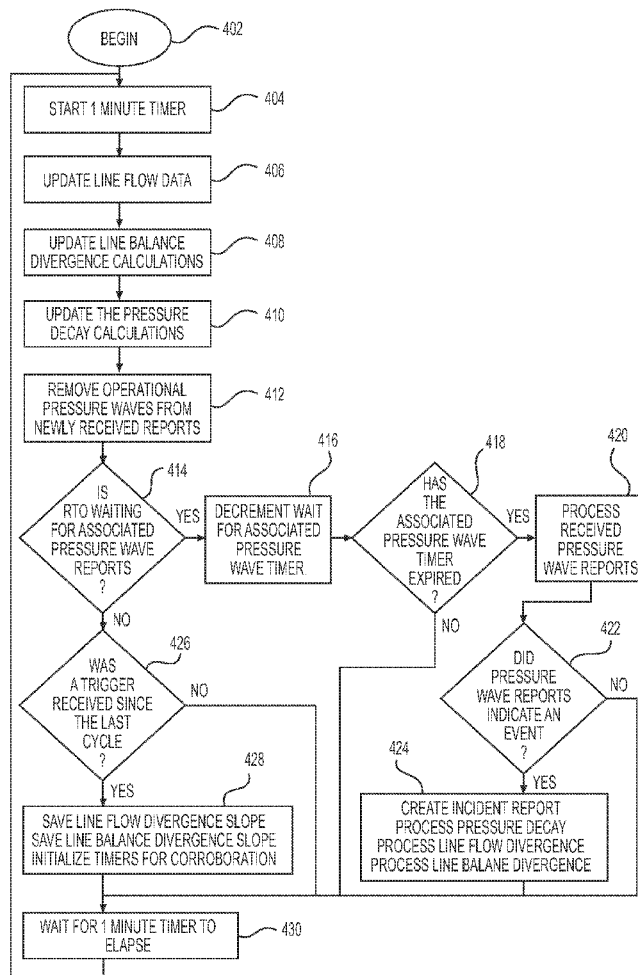 BEGIN
402
START 1 MINUTE TIMER
404
UPDATE LINE FLOW DATA
406
UPDATE LINE BALANCE
DIVERGENCE CALCULATIONS
408
UPDATE THE PRESSURE
DECAY CALCULATIONS
410
REMOVE OPERATIONAL
PRESSURE WAVES FROM
NEWLY RECEIVED REPORTS
412
IS
RTO WAITING
FOR ASSOCIATED
PRESSURE WAVE
REPORTS
?
414
YES
NO
DECREMENT WAIT
FOR ASSOCIATED
PRESSURE
WAVE TIMER
416
HAS
THE
ASSOCIATED
PRESSURE WAVE
TIMER
EXPIRED
?
418
YES
NO
PROCESS
RECEIVED
PRESSURE
WAVE REPORTS
420
DID
PRESSURE
WAVE REPORTS
INDICATE AN
EVENT
?
422
NO
YES
424
CREATE INCIDENT REPORT
PROCESS PRESSURE DECAY
PROCESS LINE FLOW DIVERGENCE
PROCESS LINE BALANE DIVERGENCE
WAS
A TRIGGER
RECEIVED SINCE
THE LAST
CYCLE
?
426
NO
YES
428
SAVE LINE FLOW DIVERGENCE SLOPE
SAVE LINE BALANCE DIVERGENCE SLOPE
INITIALIZE TIMERS FOR CORROBORATION
WAIT FOR 1 MINUTE TIMER TO
ELAPSE
430